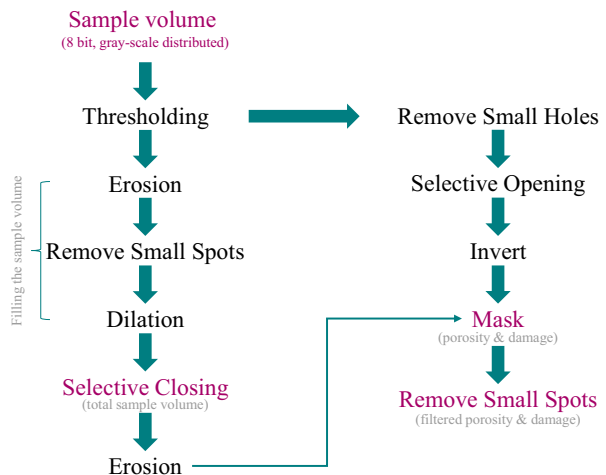 Sample volume
(8 bit, gray-scale distributed)
Thresholding
Erosion
Remove Small Spots
Dilation
Filling the sample volume
Selective Closing
(total sample volume)
Erosion
Remove Small Holes
Selective Opening
Invert
Mask
(porosity & damage)
Remove Small Spots
(filtered porosity & damage)